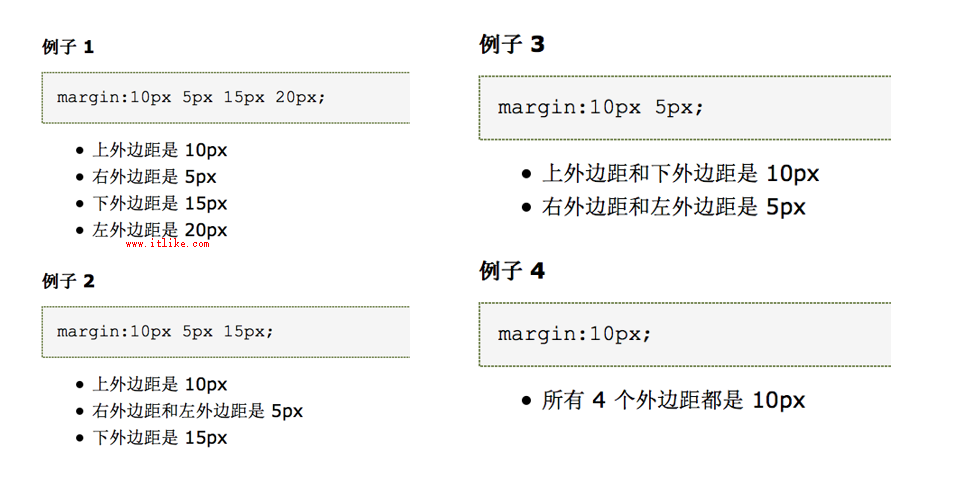 例子 1
margin:10px 5px 15px 20px;
上外边距是 10px
右外边距是 5px
下外边距是 15px
左外边距是 20px
www.itlike.com
例子 2
margin:10px 5px 15px;
上外边距是 10px
右外边距和左外边距是 5px
下外边距是 15px
例子 3
margin:10px 5px;
上外边距和下外边距是 10px
右外边距和左外边距是 5px
例子 4
margin:10px;
所有 4 个外边距都是 10px